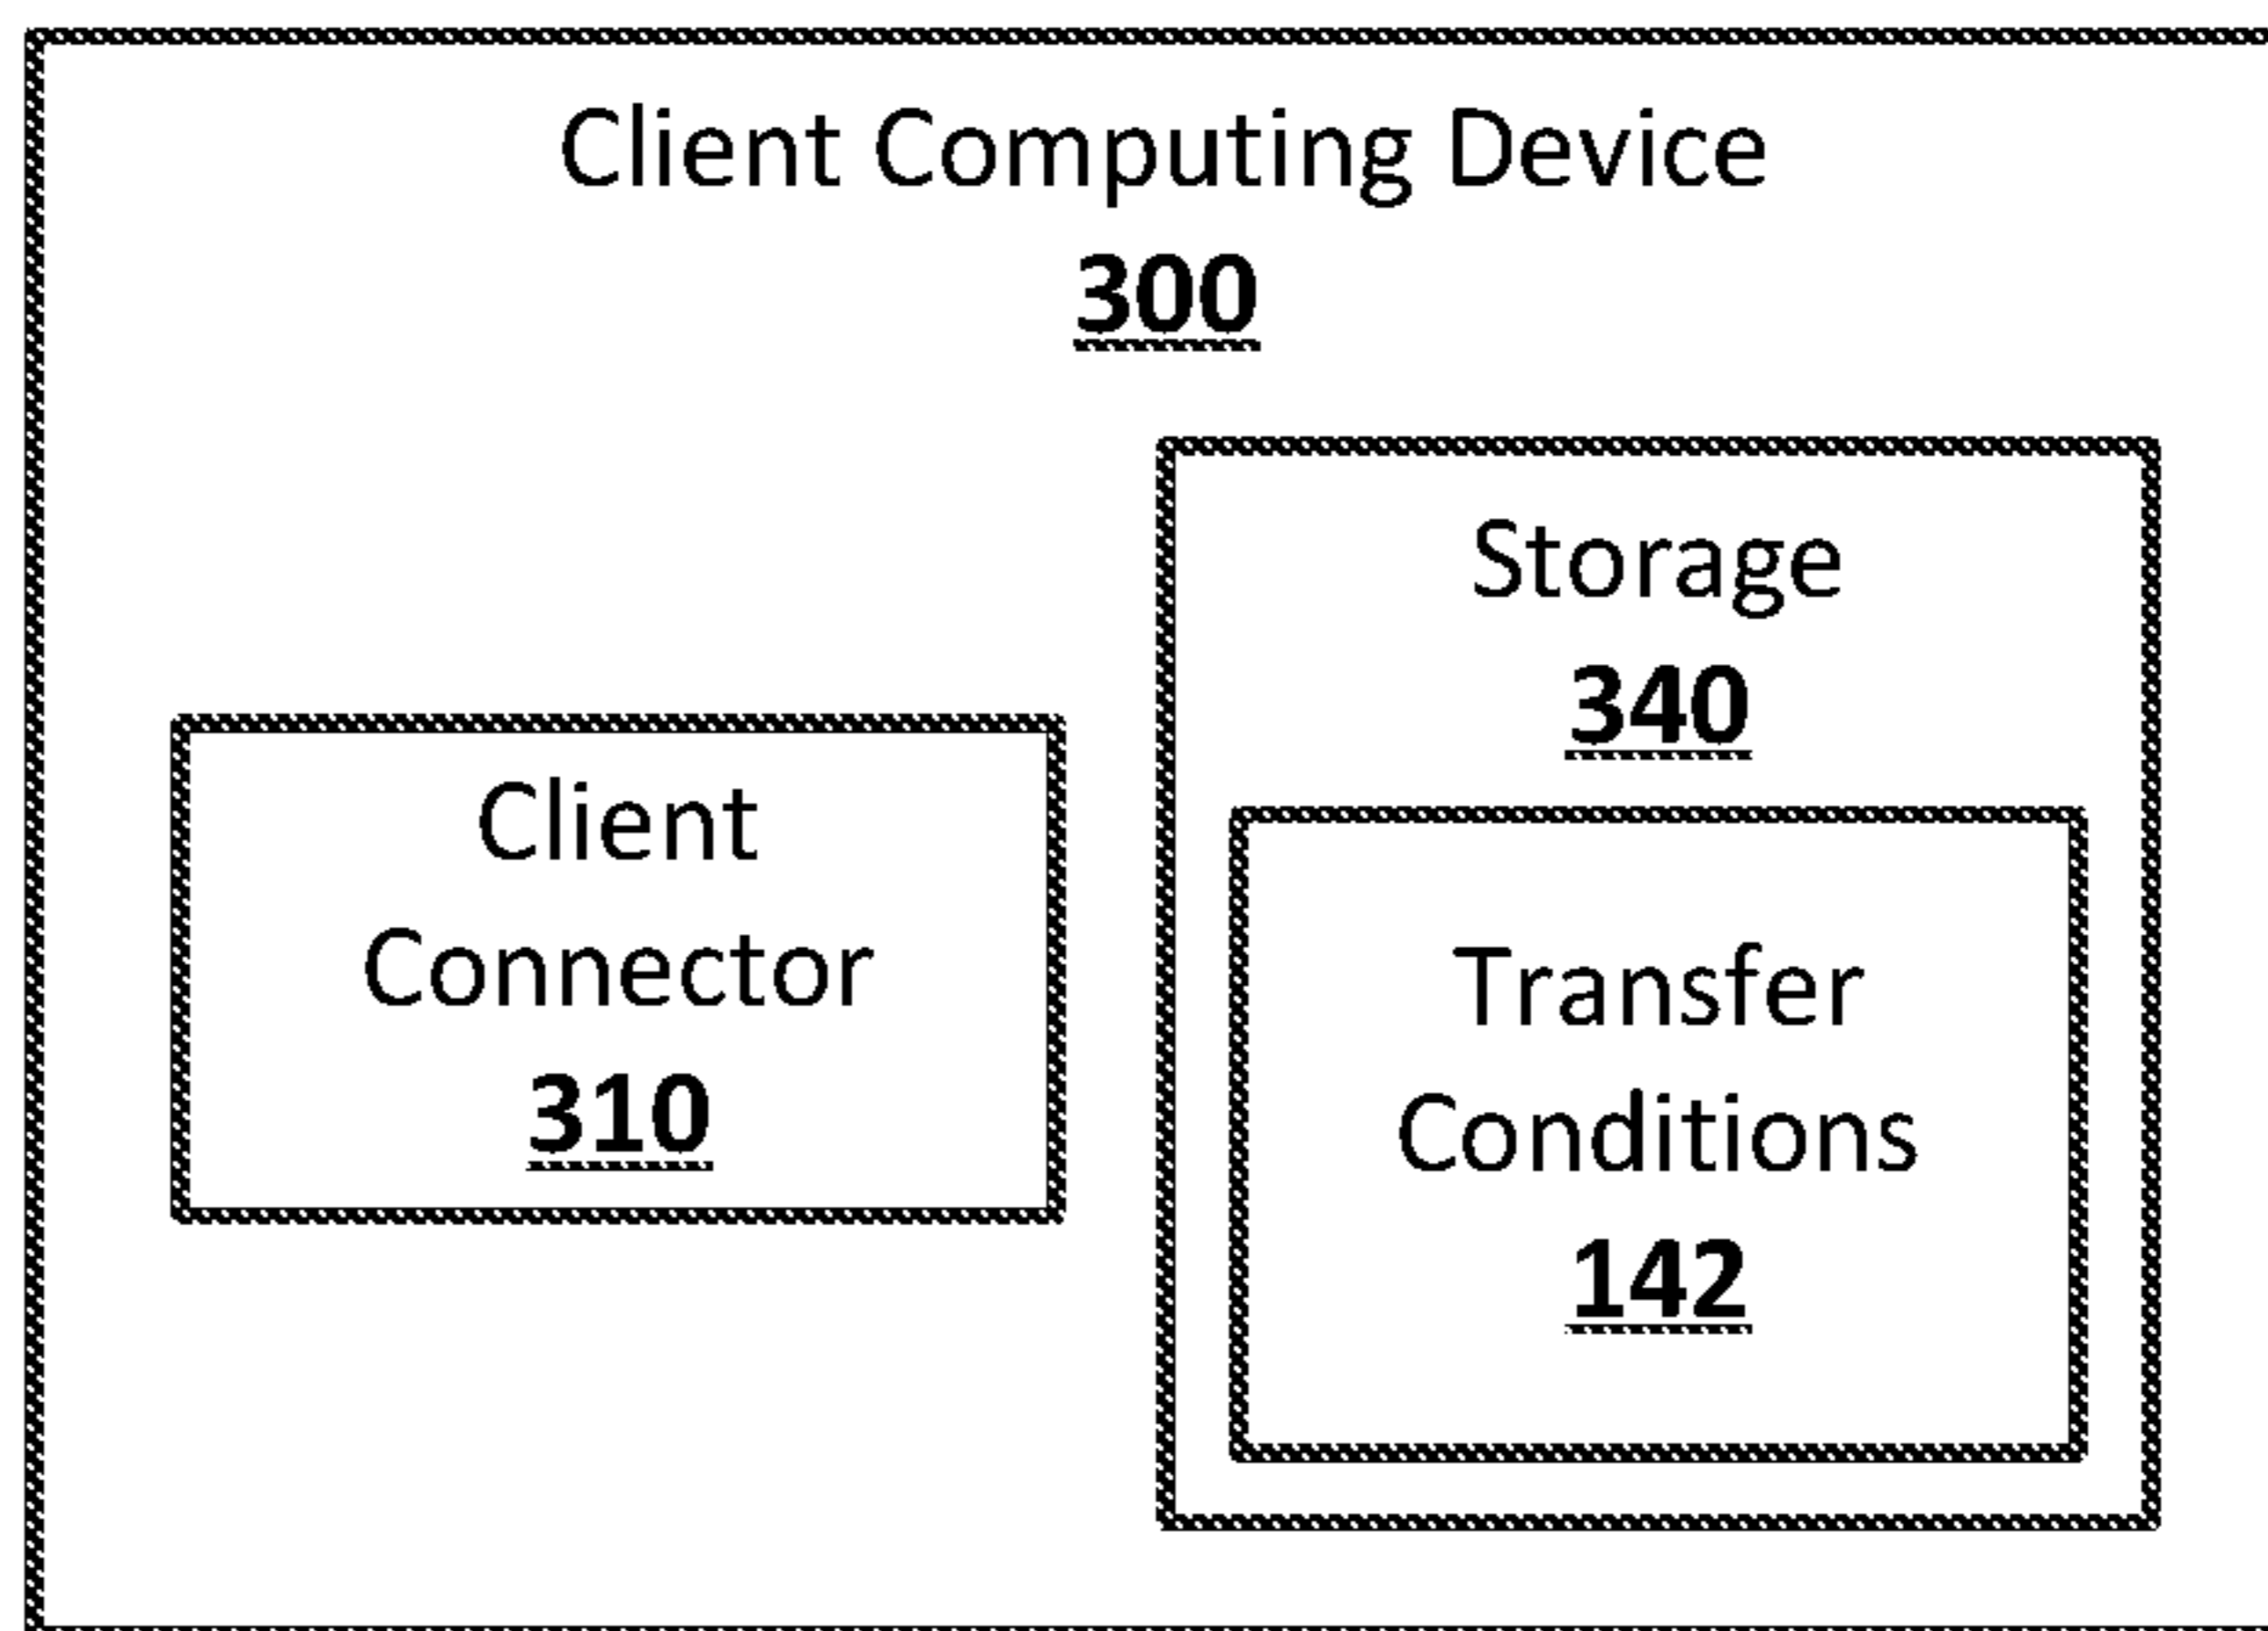 Client Computing Device
300
Client
Connector
310
Storage
340
Transfer
Conditions
142